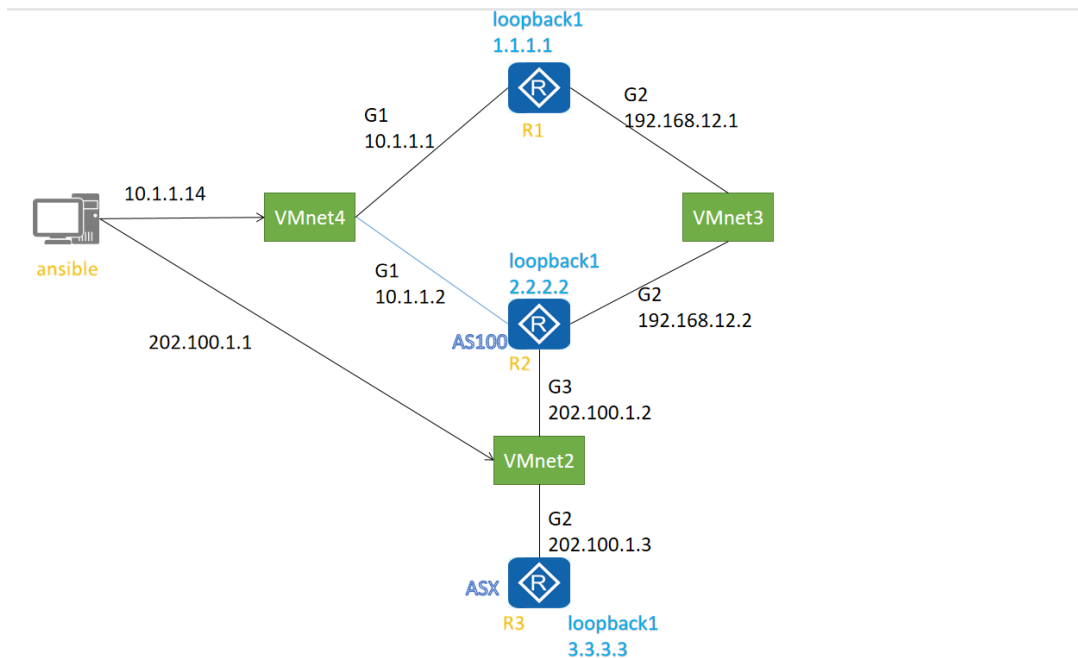 loopback1
1.1.1.1
R
R1
G1
10.1.1.1
G2
192.168.12.1
10.1.1.14
VMnet4
VMnet3
ansible
G1
10.1.1.2
loopback1
2.2.2.2
R
AS100
R2
G2
192.168.12.2
202.100.1.1
G3
202.100.1.2
VMnet2
G2
202.100.1.3
ASX
R
R3
loopback1
3.3.3.3